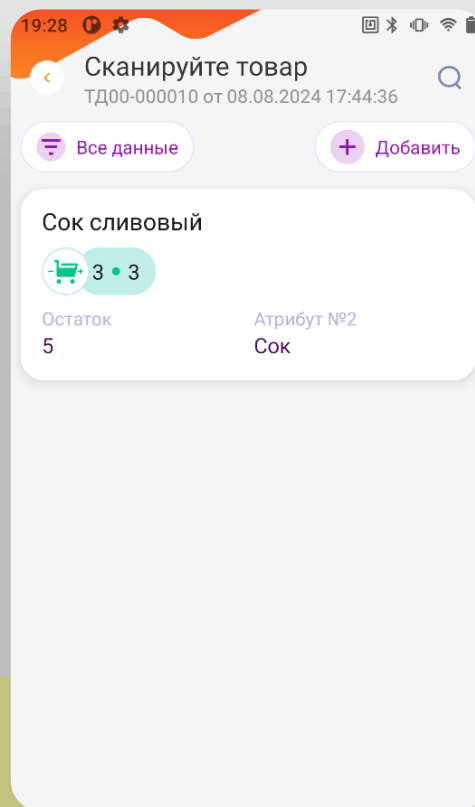 19:28
Сканируйте товар
ТД00-000010 от 08.08.2024 17:44:36
Все данные
Добавить
Сок сливовый
3 • 3
Остаток Атрибут №2
5 Сок